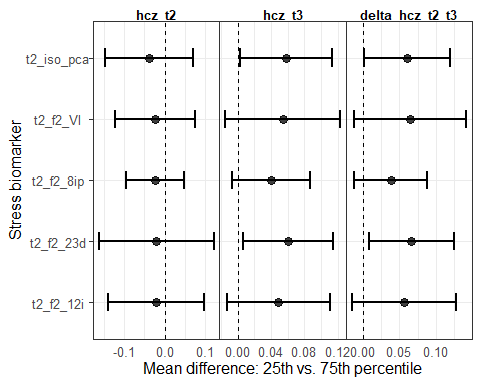 hcz_t2 hcz_t3 delta_hcz_t2_t3
Stress biomarker
t2_iso_pca
t2_f2_VI
t2_f2_8ip
t2_f2_23d
t2_f2_12i
-0.1 0.0 0.1 0.00 0.04 0.08 0.12 0.00 0.05 0.10
Mean difference: 25th vs. 75th percentile